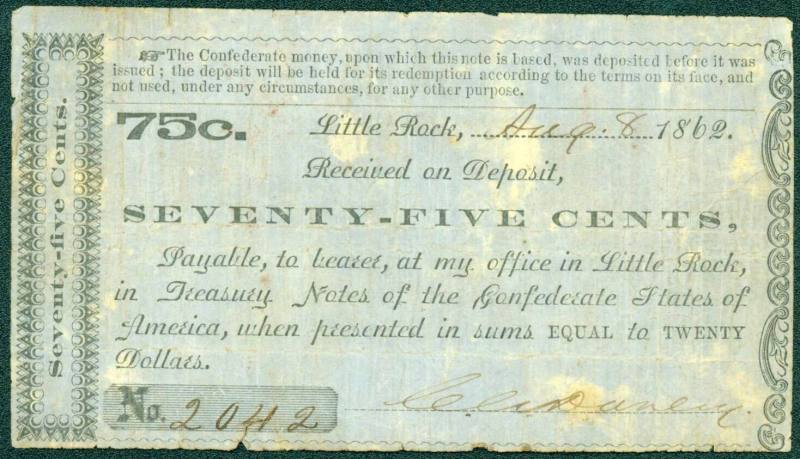 Seventy-five Cents.
☞The Confederate money, upon which this note is based, was deposited before it was
issued; the deposit will be held for its redemption according to the terms on its face, and
not used, under any circumstances, for any other purpose.
75c. Little Rock, Aug. 8 1862.
Received on Deposit,
SEVENTY-FIVE CENTS,
Payable, to bearer, at my office in Little Rock,
in Treasury Notes of the Confederate States of
America, when presented in sums EQUAL to TWENTY
Dollars.
No. 2042